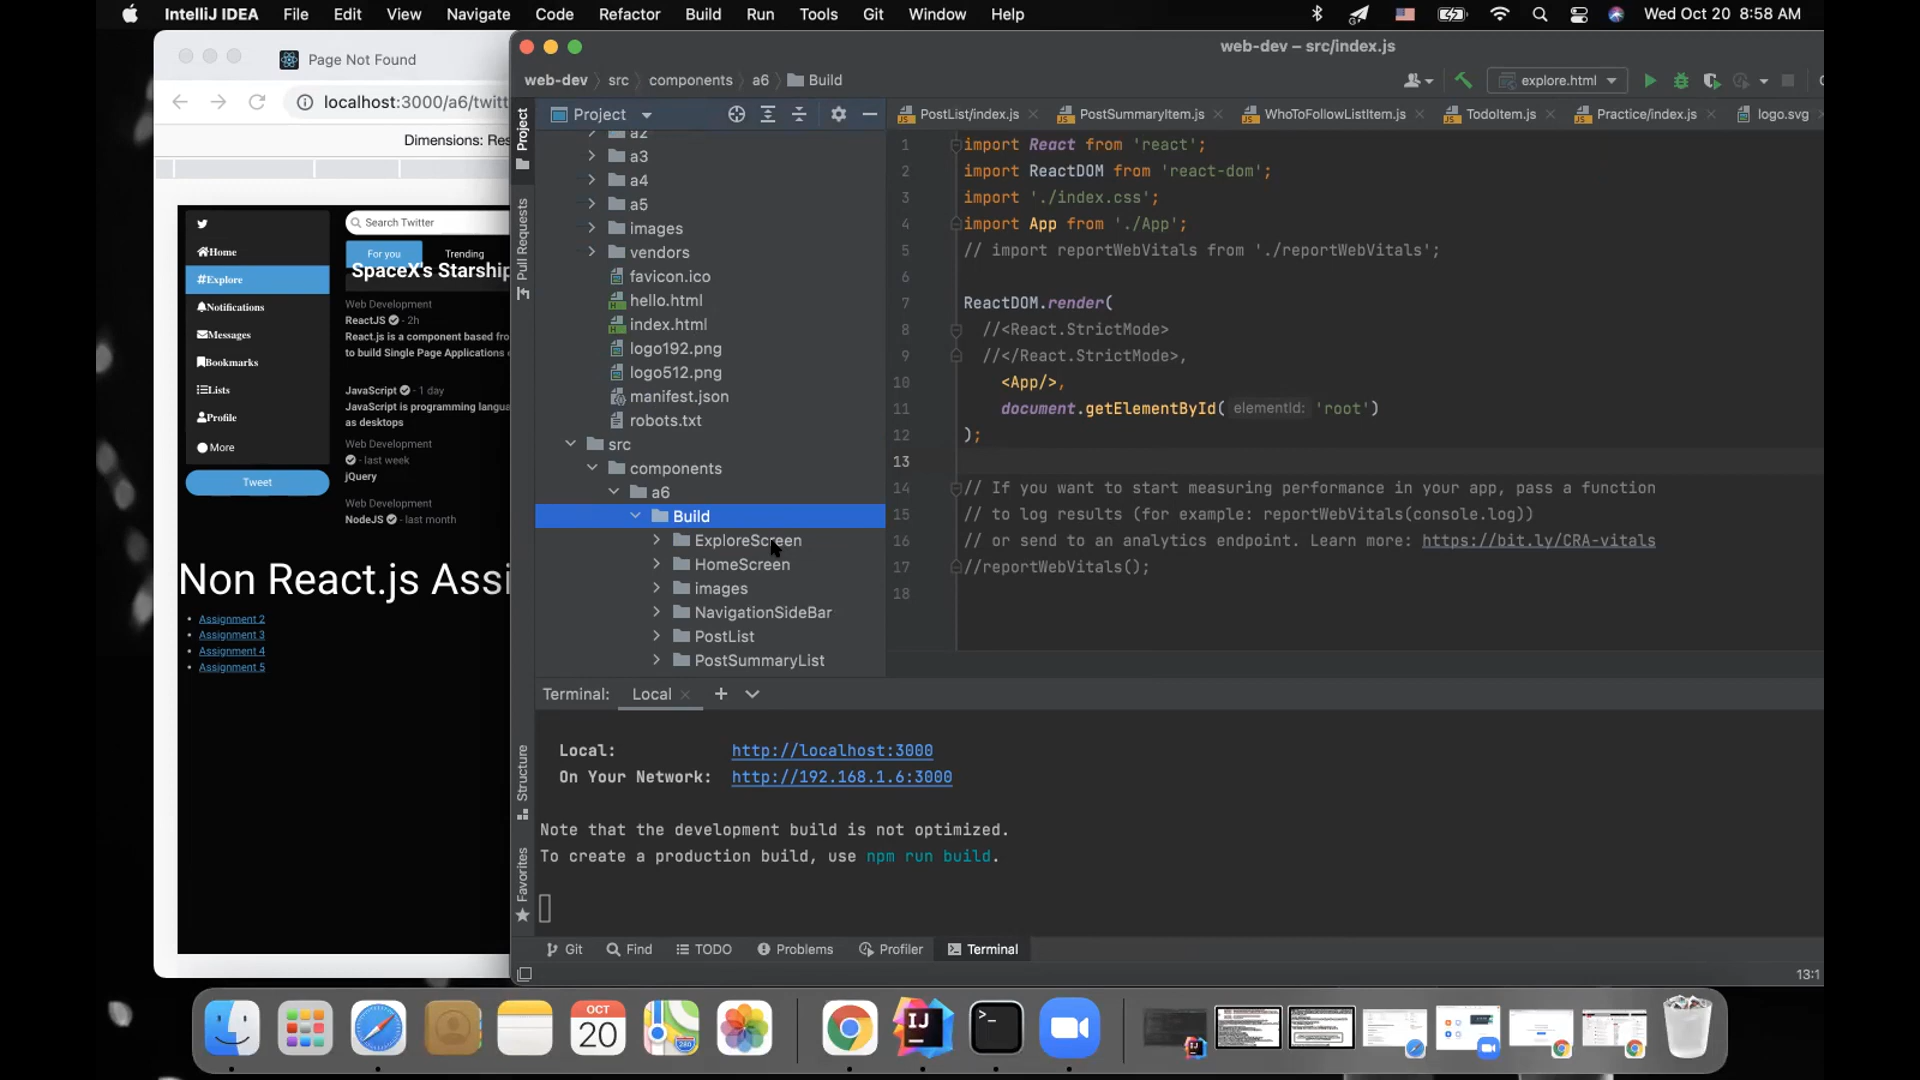 IntelliJ IDEA File Edit View Navigate Code Refactor Build Run Tools Git Window Help Wed Oct 20 8:58 AM
Page Not Found
web-dev – src/index.js
localhost:3000/a6/twitt
web-dev src components a6 Build
explore.html
Dimensions: Res
Project
Project
PostList/index.js PostSummaryItem.js WhoToFollowListItem.js TodoItem.js Practice/index.js logo.svg
a2
a3
a4
a5
images
vendors
favicon.ico
hello.html
index.html
logo192.png
logo512.png
manifest.json
robots.txt
src
components
a6
Build
ExploreScreen
HomeScreen
images
NavigationSideBar
PostList
PostSummaryList
Pull Requests
Structure
Favorites
1 import React from 'react';
2 import ReactDOM from 'react-dom';
3 import './index.css';
4 import App from './App';
5 // import reportWebVitals from './reportWebVitals';
6
7 ReactDOM.render(
8 //<React.StrictMode>
9 //</React.StrictMode>,
10 <App/>,
11 document.getElementById( elementId: 'root')
12 );
13
14 // If you want to start measuring performance in your app, pass a function
15 // to log results (for example: reportWebVitals(console.log))
16 // or send to an analytics endpoint. Learn more: https://bit.ly/CRA-vitals
17 //reportWebVitals();
18
Home
#Explore
Notifications
Messages
Bookmarks
Lists
Profile
More
Tweet
Search Twitter
For you Trending
SpaceX's Starship
Web Development
ReactJS - 2h
React.js is a component based fro
to build Single Page Applications
JavaScript - 1 day
JavaScript is programming langua
as desktops
Web Development
- last week
jQuery
Web Development
NodeJS - last month
Non React.js Assi
• Assignment 2
• Assignment 3
• Assignment 4
• Assignment 5
Terminal: Local
Local: http://localhost:3000
On Your Network: http://192.168.1.6:3000
Note that the development build is not optimized.
To create a production build, use npm run build.
Git Find TODO Problems Profiler Terminal
13:1
OCT
20
280
IJ
>_